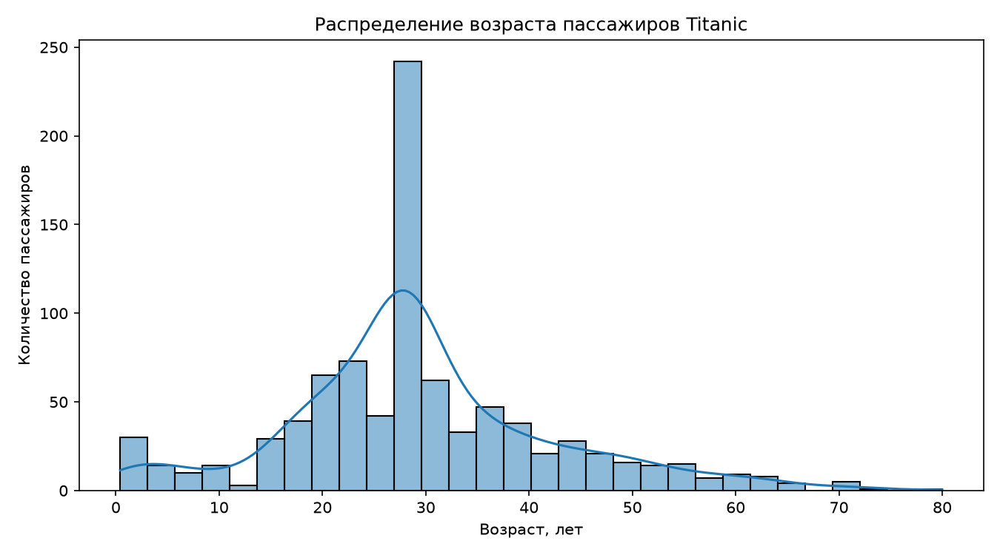 Распределение возраста пассажиров Titanic
Количество пассажиров
250
200
150
100
50
0
0 10 20 30 40 50 60 70 80
Возраст, лет